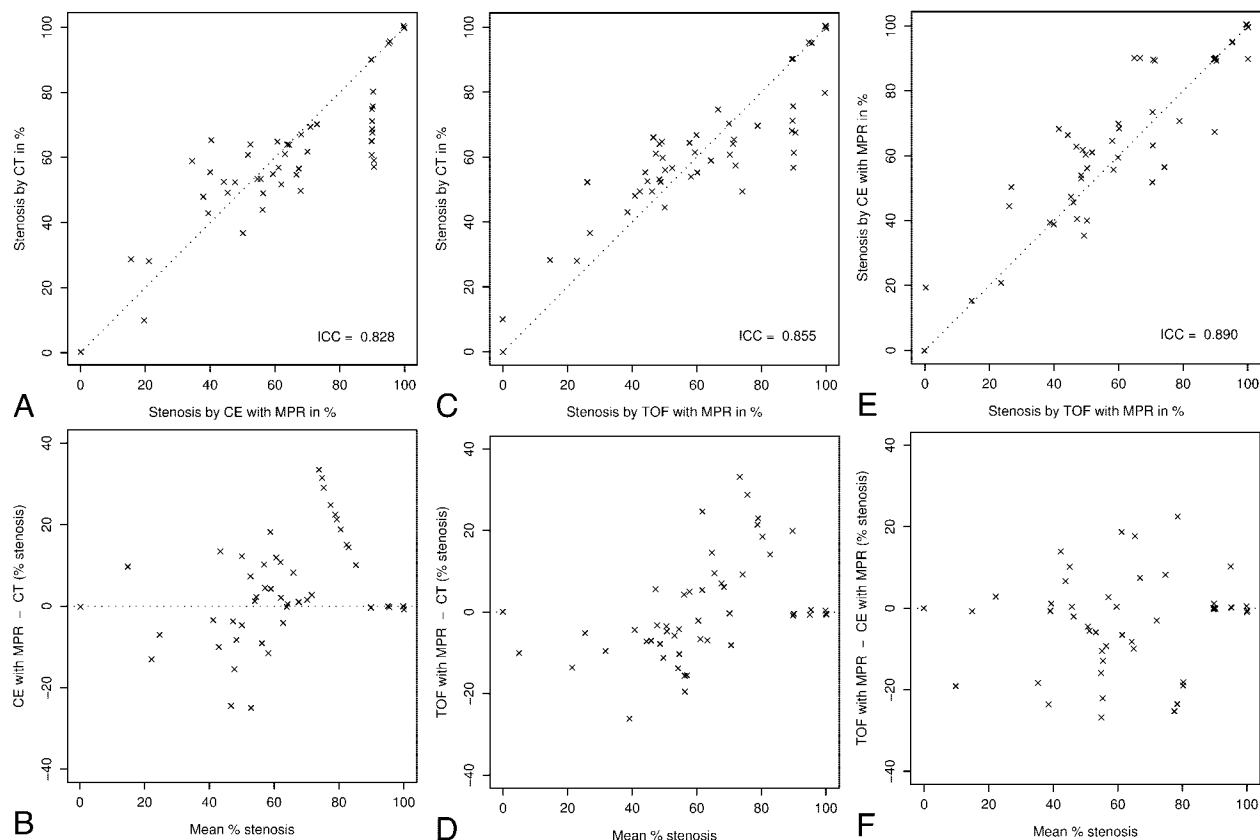 100
80
60
40
20
0
Stenosis by CT in %
ICC = 0.828
0 20 40 60 80 100
Stenosis by CE with MPR in %
A
100
80
60
40
20
0
Stenosis by CT in %
ICC = 0.855
0 20 40 60 80 100
Stenosis by TOF with MPR in %
C
100
80
60
40
20
0
Stenosis by CE with MPR in %
ICC = 0.890
0 20 40 60 80 100
Stenosis by TOF with MPR in %
E
40
20
0
−20
−40
CE with MPR − CT (% stenosis)
0 20 40 60 80 100
Mean % stenosis
B
40
20
0
−20
−40
TOF with MPR − CT (% stenosis)
0 20 40 60 80 100
Mean % stenosis
D
40
20
0
−20
−40
TOF with MPR − CE with MPR (% stenosis)
0 20 40 60 80 100
Mean % stenosis
F